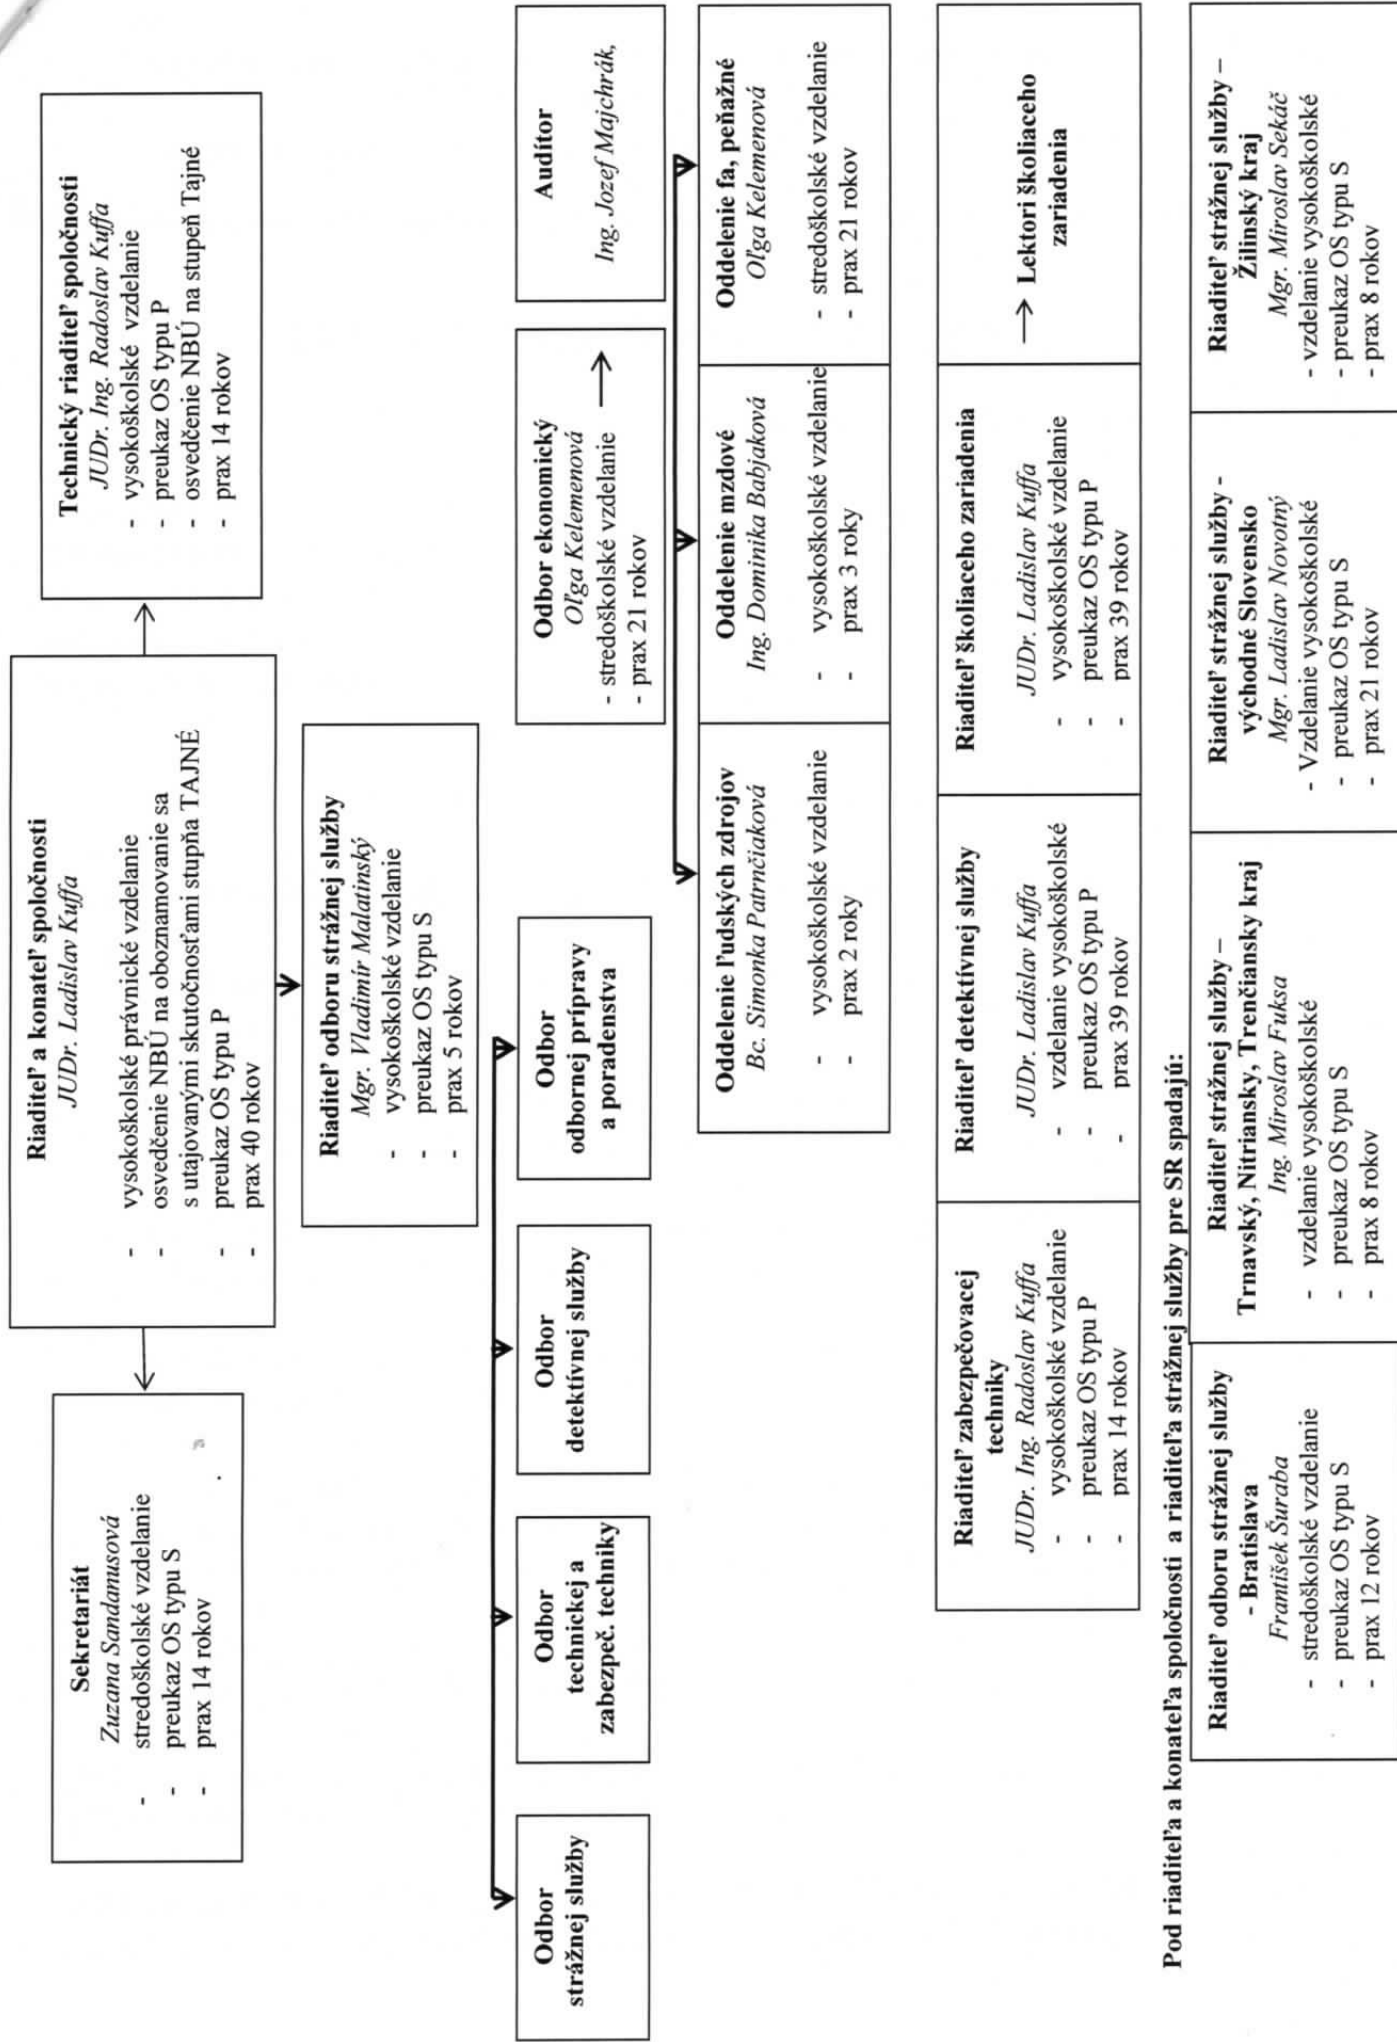 Riaditeľ a konateľ spoločnosti
JUDr. Ladislav Kuffa
- vysokoškolské právnické vzdelanie
- osvedčenie NBÚ na oboznamovanie sa
s utajovanými skutočnosťami stupňa TAJNÉ
- preukaz OS typu P
- prax 40 rokov
Sekretariát
Zuzana Sandanusová
- stredoškolské vzdelanie
- preukaz OS typu S
- prax 14 rokov
Technický riaditeľ spoločnosti
JUDr. Ing. Radoslav Kuffa
- vysokoškolské vzdelanie
- preukaz OS typu P
- osvedčenie NBÚ na stupeň Tajné
- prax 14 rokov
Riaditeľ odboru strážnej služby
Mgr. Vladimír Malatinský
- vysokoškolské vzdelanie
- preukaz OS typu S
- prax 5 rokov
Odbor
strážnej služby
Odbor
technickej a
zabezpeč. techniky
Odbor
detektívnej služby
Odbor
odbornej prípravy
a poradenstva
Odbor ekonomický
Oľga Kelemenová
- stredoškolské vzdelanie
- prax 21 rokov
Audítor
Ing. Jozef Majchrák,
Oddelenie ľudských zdrojov
Bc. Simonka Patrnčiaková
- vysokoškolské vzdelanie
- prax 2 roky
Oddelenie mzdové
Ing. Dominika Babjaková
- vysokoškolské vzdelanie
- prax 3 roky
Oddelenie fa, peňažné
Oľga Kelemenová
- stredoškolské vzdelanie
- prax 21 rokov
Riaditeľ zabezpečovacej
techniky
JUDr. Ing. Radoslav Kuffa
- vysokoškolské vzdelanie
- preukaz OS typu P
- prax 14 rokov
Riaditeľ detektívnej služby
JUDr. Ladislav Kuffa
- vzdelanie vysokoškolské
- preukaz OS typu P
- prax 39 rokov
Riaditeľ školiaceho zariadenia
JUDr. Ladislav Kuffa
- vysokoškolské vzdelanie
- preukaz OS typu P
- prax 39 rokov
→ Lektori školiaceho
zariadenia
Pod riaditeľa a konateľa spoločnosti a riaditeľa strážnej služby pre SR spadajú:
Riaditeľ odboru strážnej služby
- Bratislava
František Šuraba
- stredoškolské vzdelanie
- preukaz OS typu S
- prax 12 rokov
Riaditeľ strážnej služby –
Trnavský, Nitriansky, Trenčiansky kraj
Ing. Miroslav Fuksa
- vzdelanie vysokoškolské
- preukaz OS typu S
- prax 8 rokov
Riaditeľ strážnej služby -
východné Slovensko
Mgr. Ladislav Novotný
- Vzdelanie vysokoškolské
- preukaz OS typu S
- prax 21 rokov
Riaditeľ strážnej služby –
Žilinský kraj
Mgr. Miroslav Sekáč
- vzdelanie vysokoškolské
- preukaz OS typu S
- prax 8 rokov